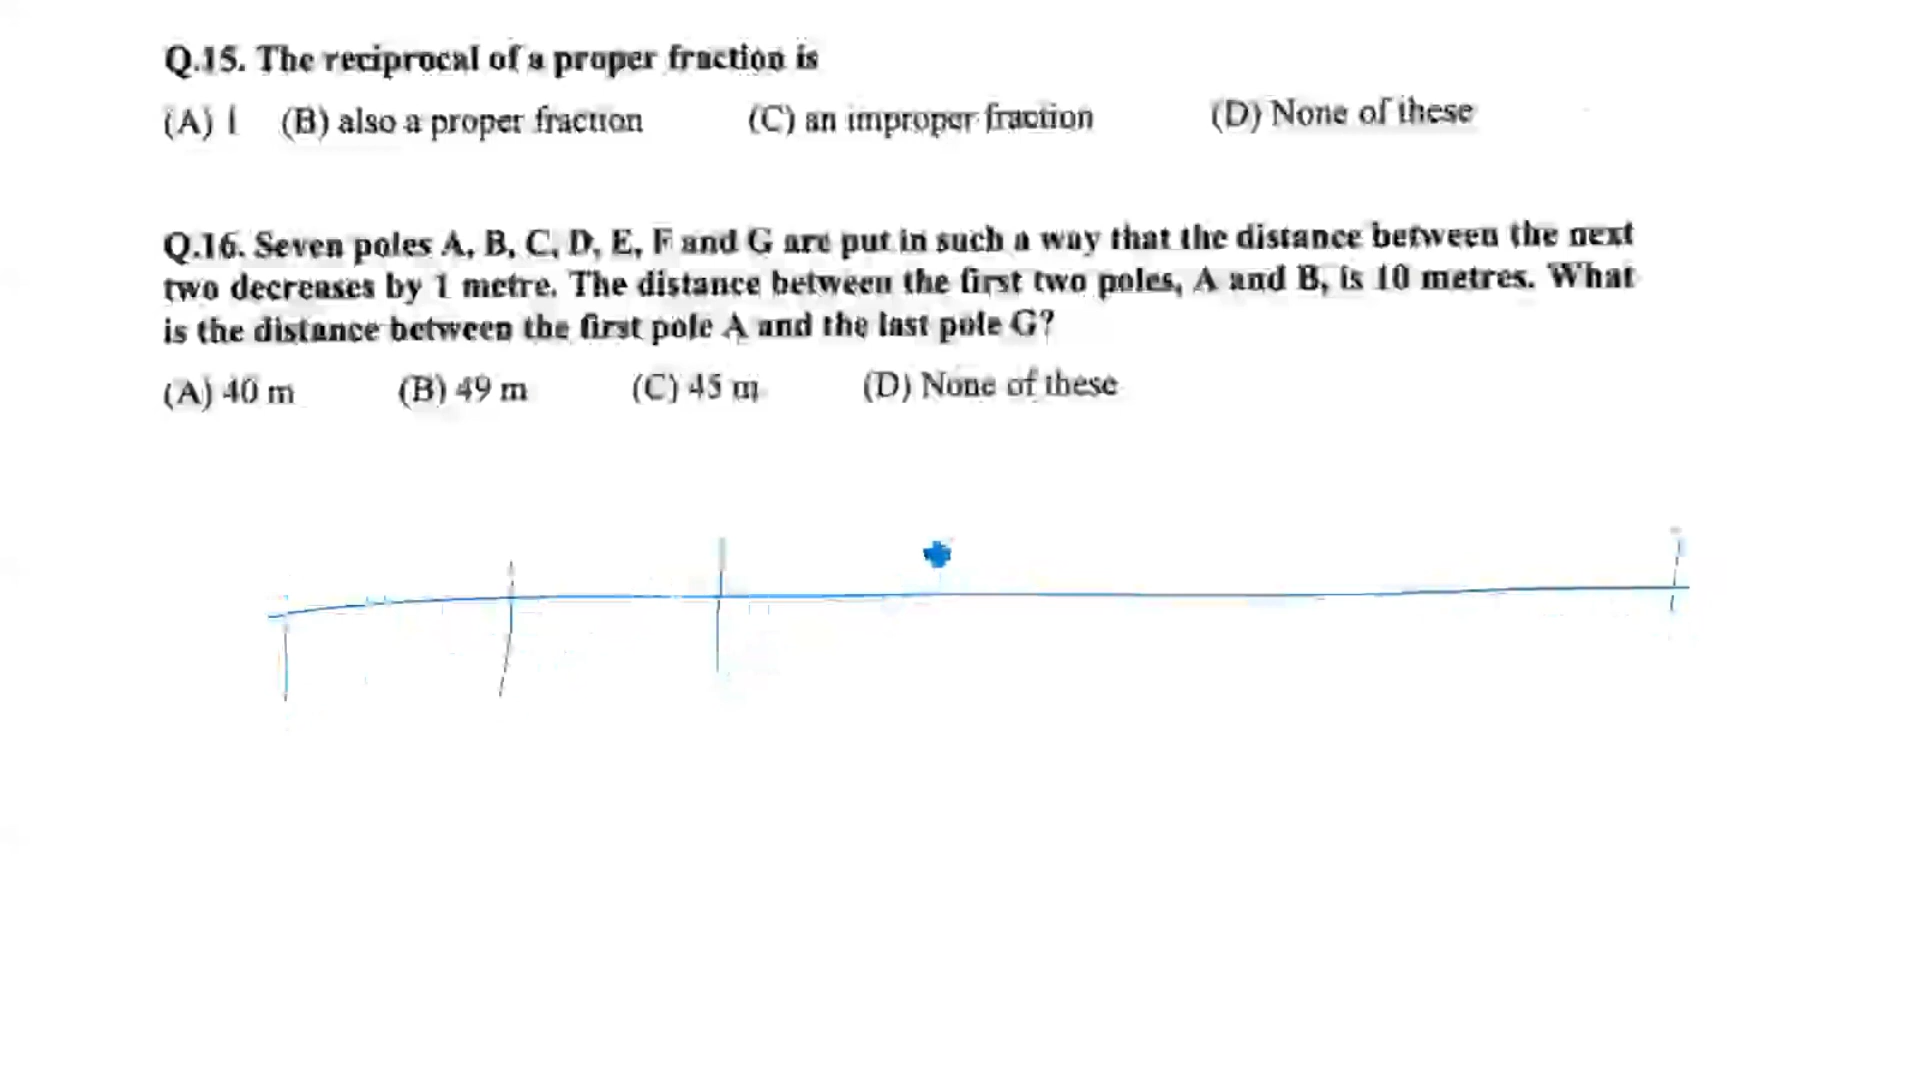 Q.15. The reciprocal of a proper fraction is
(A) 1 (B) also a proper fraction (C) an improper fraction (D) None of these
Q.16. Seven poles A, B, C, D, E, F and G are put in such a way that the distance between the next
two decreases by 1 metre. The distance between the first two poles, A and B, is 10 metres. What
is the distance between the first pole A and the last pole G?
(A) 40 m (B) 49 m (C) 45 m (D) None of these